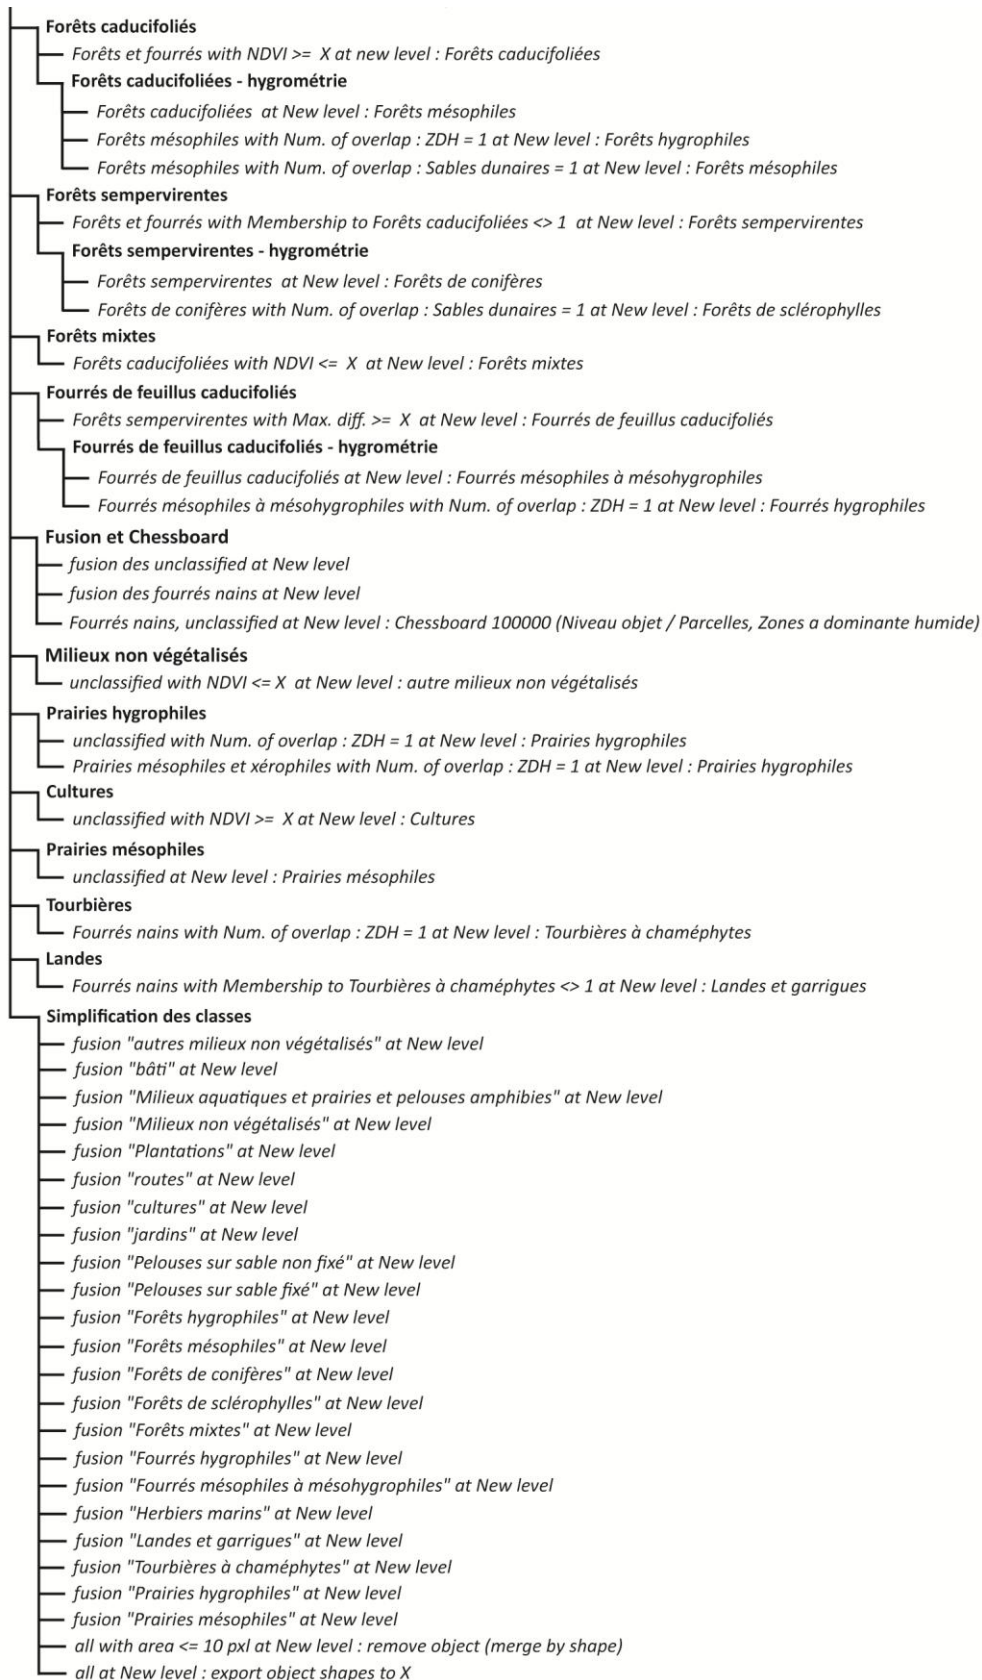 Forêts caducifoliés
Forêts et fourrés with NDVI >= X at new level : Forêts caducifoliées
Forêts caducifoliées - hygrométrie
Forêts caducifoliées at New level : Forêts mésophiles
Forêts mésophiles with Num. of overlap : ZDH = 1 at New level : Forêts hygrophiles
Forêts mésophiles with Num. of overlap : Sables dunaires = 1 at New level : Forêts mésophiles
Forêts sempervirentes
Forêts et fourrés with Membership to Forêts caducifoliées <> 1 at New level : Forêts sempervirentes
Forêts sempervirentes - hygrométrie
Forêts sempervirentes at New level : Forêts de conifères
Forêts de conifères with Num. of overlap : Sables dunaires = 1 at New level : Forêts de sclérophylles
Forêts mixtes
Forêts caducifoliées with NDVI <= X at New level : Forêts mixtes
Fourrés de feuillus caducifoliés
Forêts sempervirentes with Max. diff. >= X at New level : Fourrés de feuillus caducifoliés
Fourrés de feuillus caducifoliés - hygrométrie
Fourrés de feuillus caducifoliés at New level : Fourrés mésophiles à mésohygrophiles
Fourrés mésophiles à mésohygrophiles with Num. of overlap : ZDH = 1 at New level : Fourrés hygrophiles
Fusion et Chessboard
fusion des unclassified at New level
fusion des fourrés nains at New level
Fourrés nains, unclassified at New level : Chessboard 100000 (Niveau objet / Parcelles, Zones a dominante humide)
Milieux non végétalisés
unclassified with NDVI <= X at New level : autre milieux non végétalisés
Prairies hygrophiles
unclassified with Num. of overlap : ZDH = 1 at New level : Prairies hygrophiles
Prairies mésophiles et xérophiles with Num. of overlap : ZDH = 1 at New level : Prairies hygrophiles
Cultures
unclassified with NDVI >= X at New level : Cultures
Prairies mésophiles
unclassified at New level : Prairies mésophiles
Tourbières
Fourrés nains with Num. of overlap : ZDH = 1 at New level : Tourbières à chaméphytes
Landes
Fourrés nains with Membership to Tourbières à chaméphytes <> 1 at New level : Landes et garrigues
Simplification des classes
fusion "autres milieux non végétalisés" at New level
fusion "bâti" at New level
fusion "Milieux aquatiques et prairies et pelouses amphibies" at New level
fusion "Milieux non végétalisés" at New level
fusion "Plantations" at New level
fusion "routes" at New level
fusion "cultures" at New level
fusion "jardins" at New level
fusion "Pelouses sur sable non fixé" at New level
fusion "Pelouses sur sable fixé" at New level
fusion "Forêts hygrophiles" at New level
fusion "Forêts mésophiles" at New level
fusion "Forêts de conifères" at New level
fusion "Forêts de sclérophylles" at New level
fusion "Forêts mixtes" at New level
fusion "Fourrés hygrophiles" at New level
fusion "Fourrés mésophiles à mésohygrophiles" at New level
fusion "Herbiers marins" at New level
fusion "Landes et garrigues" at New level
fusion "Tourbières à chaméphytes" at New level
fusion "Prairies hygrophiles" at New level
fusion "Prairies mésophiles" at New level
all with area <= 10 pxl at New level : remove object (merge by shape)
all at New level : export object shapes to X